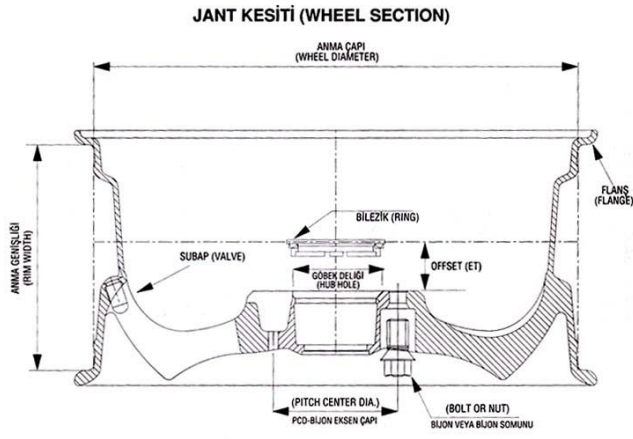 JANT KESİTİ (WHEEL SECTION)
ANMA ÇAPI
(WHEEL DIAMETER)
FLANŞ
(FLANGE)
BİLEZİK (RING)
ANMA GENİŞLİĞİ
(RIM WIDTH)
SUBAP (VALVE)
OFFSET (ET)
GÖBEK DELİĞİ
(HUB HOLE)
(PITCH CENTER DIA.)
PCD-BİJON EKSEN ÇAPI
(BOLT OR NUT)
BİJON VEYA BİJON SOMUNU